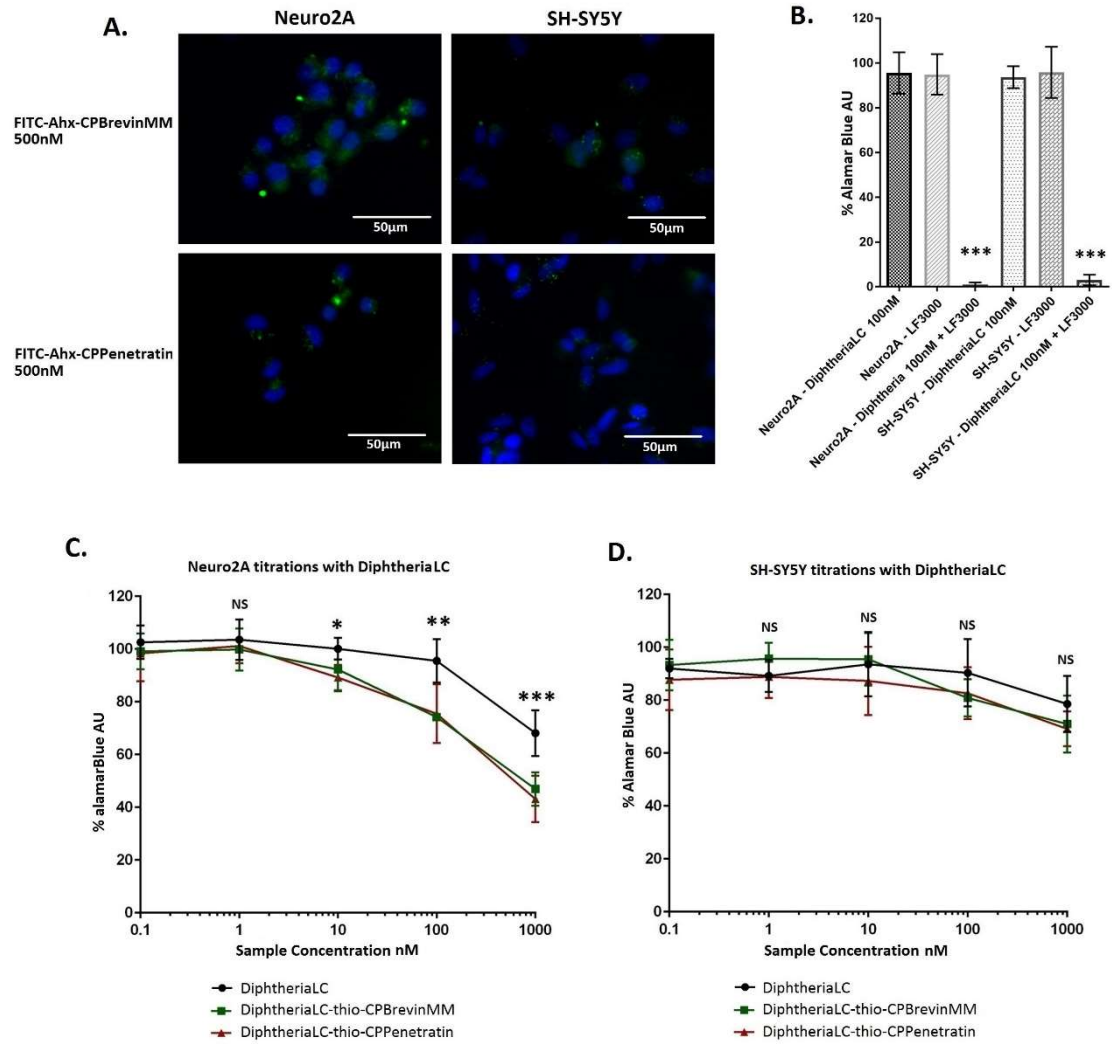 A.
Neuro2A
SH-SY5Y
FITC-Ahx-CPBrevinMM
500nM
50µm
50µm
FITC-Ahx-CPPenetratin
500nM
50µm
50µm
B.
% Alamar Blue AU
120
100
80
60
40
20
0
***
***
Neuro2A - DiphtheriaLC 100nM
Neuro2A - LF3000
Neuro2A - Diphtheria 100nM + LF3000
SH-SY5Y - DiphtheriaLC 100nM
SH-SY5Y - LF3000
SH-SY5Y - DiphtheriaLC 100nM + LF3000
C.
Neuro2A titrations with DiphtheriaLC
% alamarBlue AU
120
100
80
60
40
20
0
NS
*
**
***
0.1 1 10 100 1000
Sample Concentration nM
DiphtheriaLC
DiphtheriaLC-thio-CPBrevinMM
DiphtheriaLC-thio-CPPenetratin
D.
SH-SY5Y titrations with DiphtheriaLC
% Alamar Blue AU
120
100
80
60
40
20
0
NS
NS
NS
NS
0.1 1 10 100 1000
Sample Concentration nM
DiphtheriaLC
DiphtheriaLC-thio-CPBrevinMM
DiphtheriaLC-thio-CPPenetratin